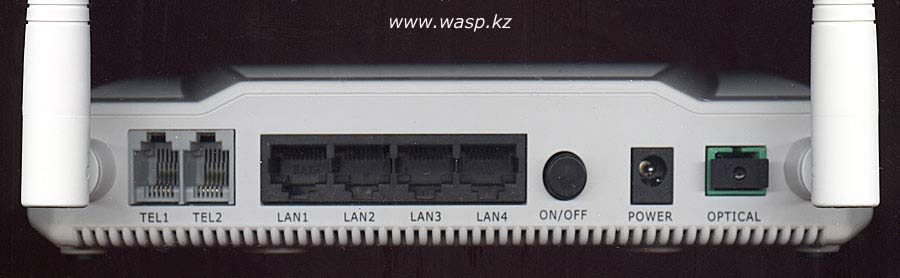 www.wasp.kz
TEL1 TEL2 LAN1 LAN2 LAN3 LAN4 ON/OFF POWER OPTICAL